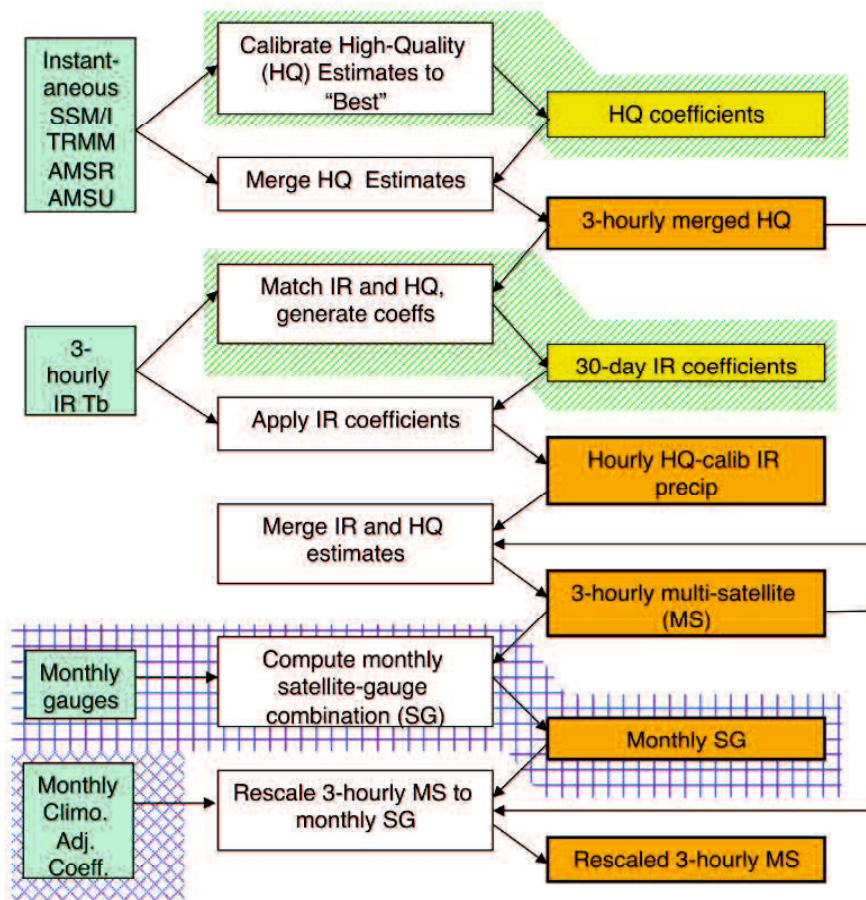 Instant-
aneous
SSM/I
TRMM
AMSR
AMSU
Calibrate High-Quality
(HQ) Estimates to
“Best”
HQ coefficients
Merge HQ Estimates
3-hourly merged HQ
Match IR and HQ,
generate coeffs
3-
hourly
IR Tb
30-day IR coefficients
Apply IR coefficients
Hourly HQ-calib IR
precip
Merge IR and HQ
estimates
3-hourly multi-satellite
(MS)
Monthly
gauges
Compute monthly
satellite-gauge
combination (SG)
Monthly SG
Monthly
Climo.
Adj.
Coeff.
Rescale 3-hourly MS to
monthly SG
Rescaled 3-hourly MS